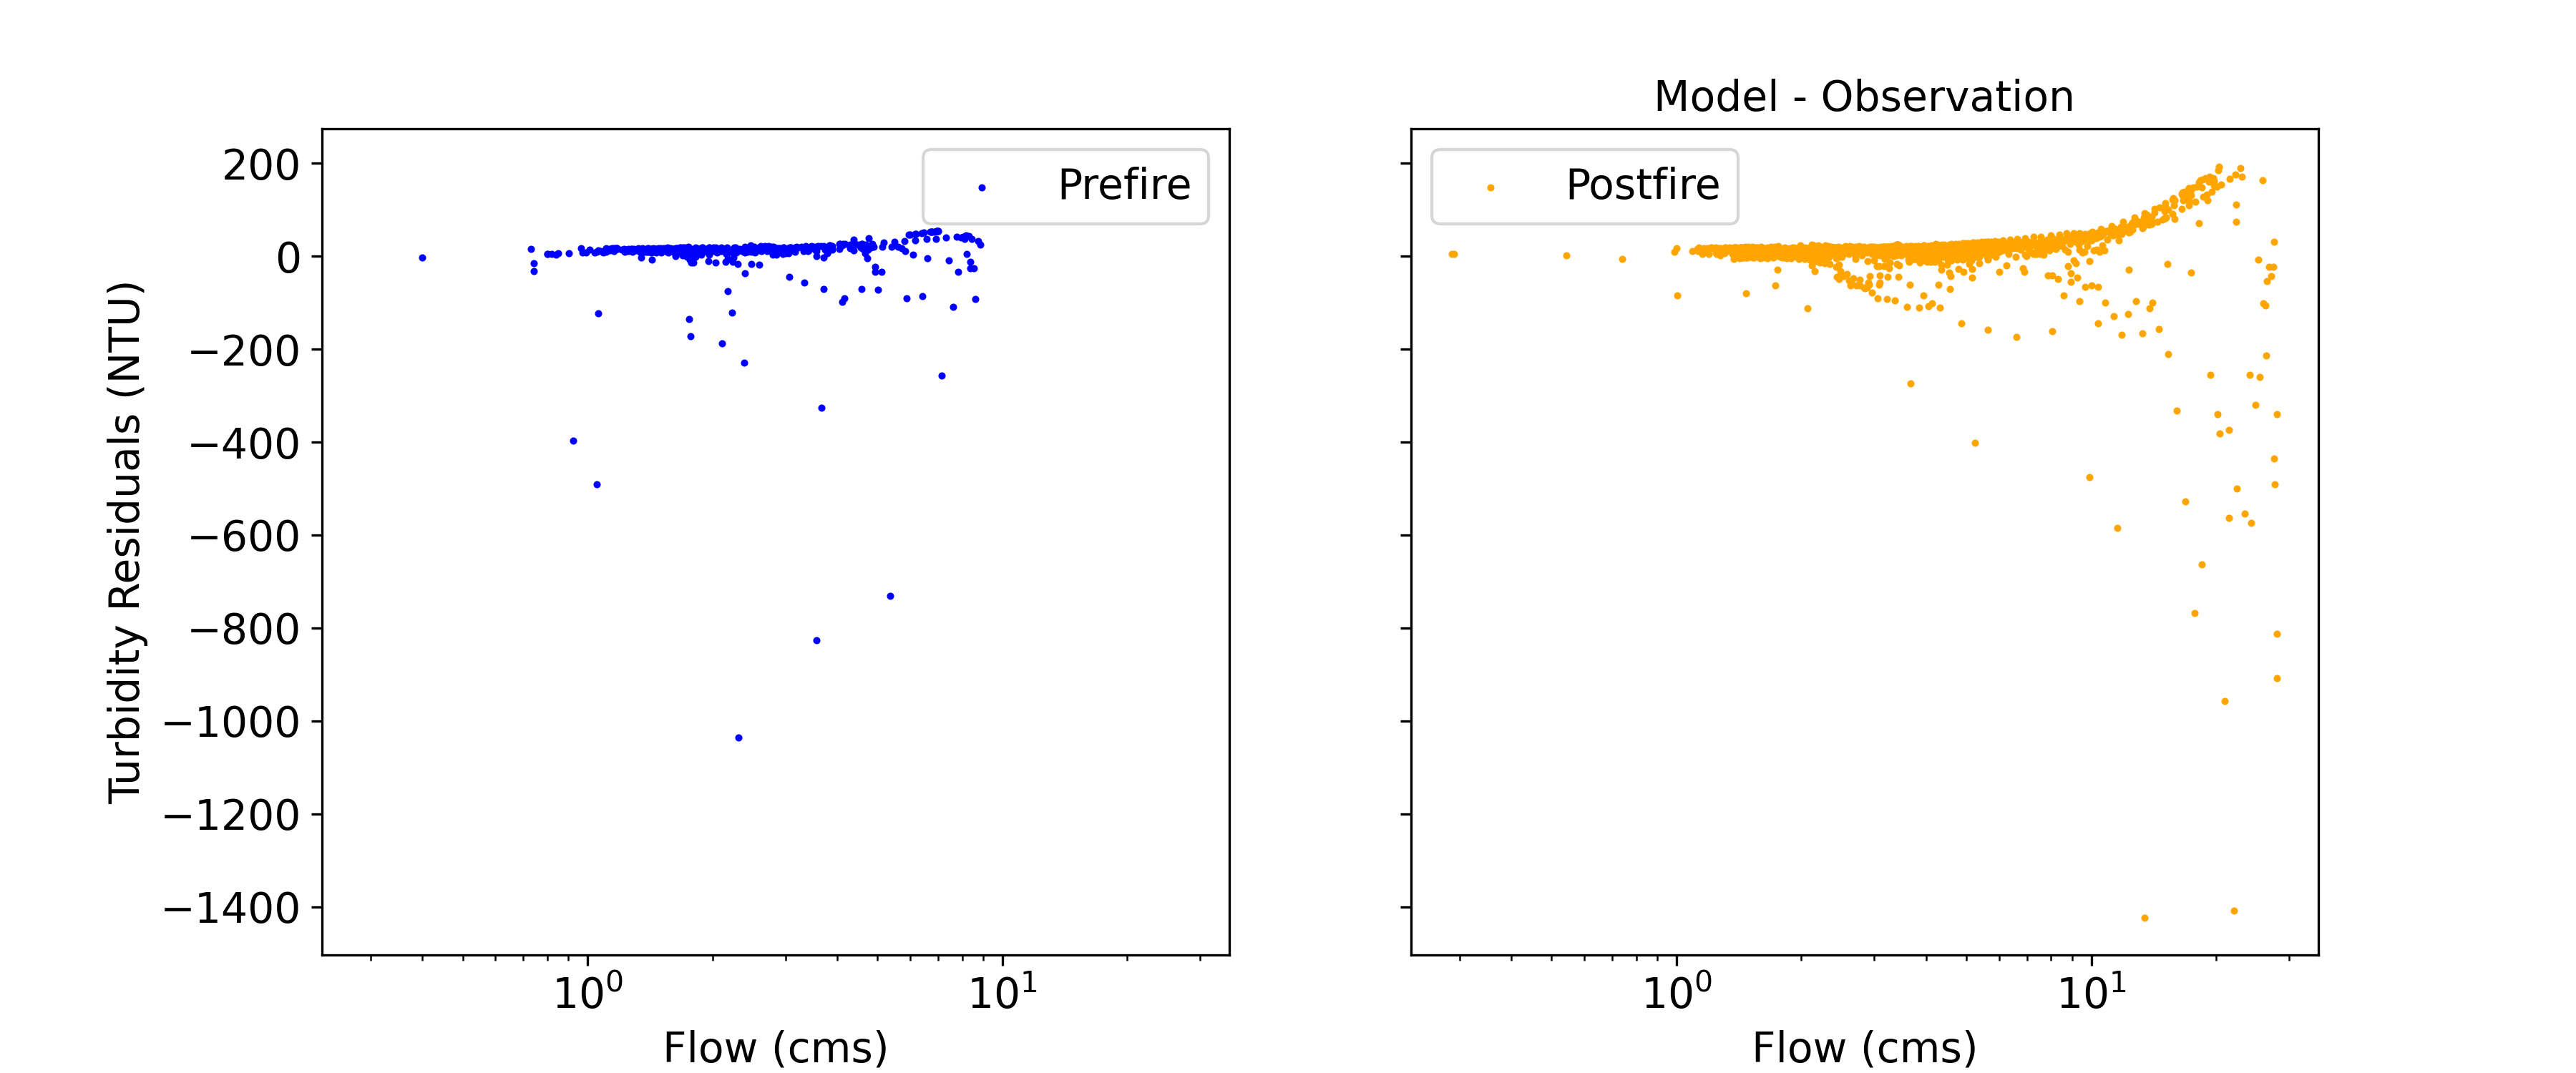 Model - Observation
Prefire
Postfire
200
0
−200
−400
−600
−800
−1000
−1200
−1400
Turbidity Residuals (NTU)
10⁰
10¹
10⁰
10¹
Flow (cms)
Flow (cms)